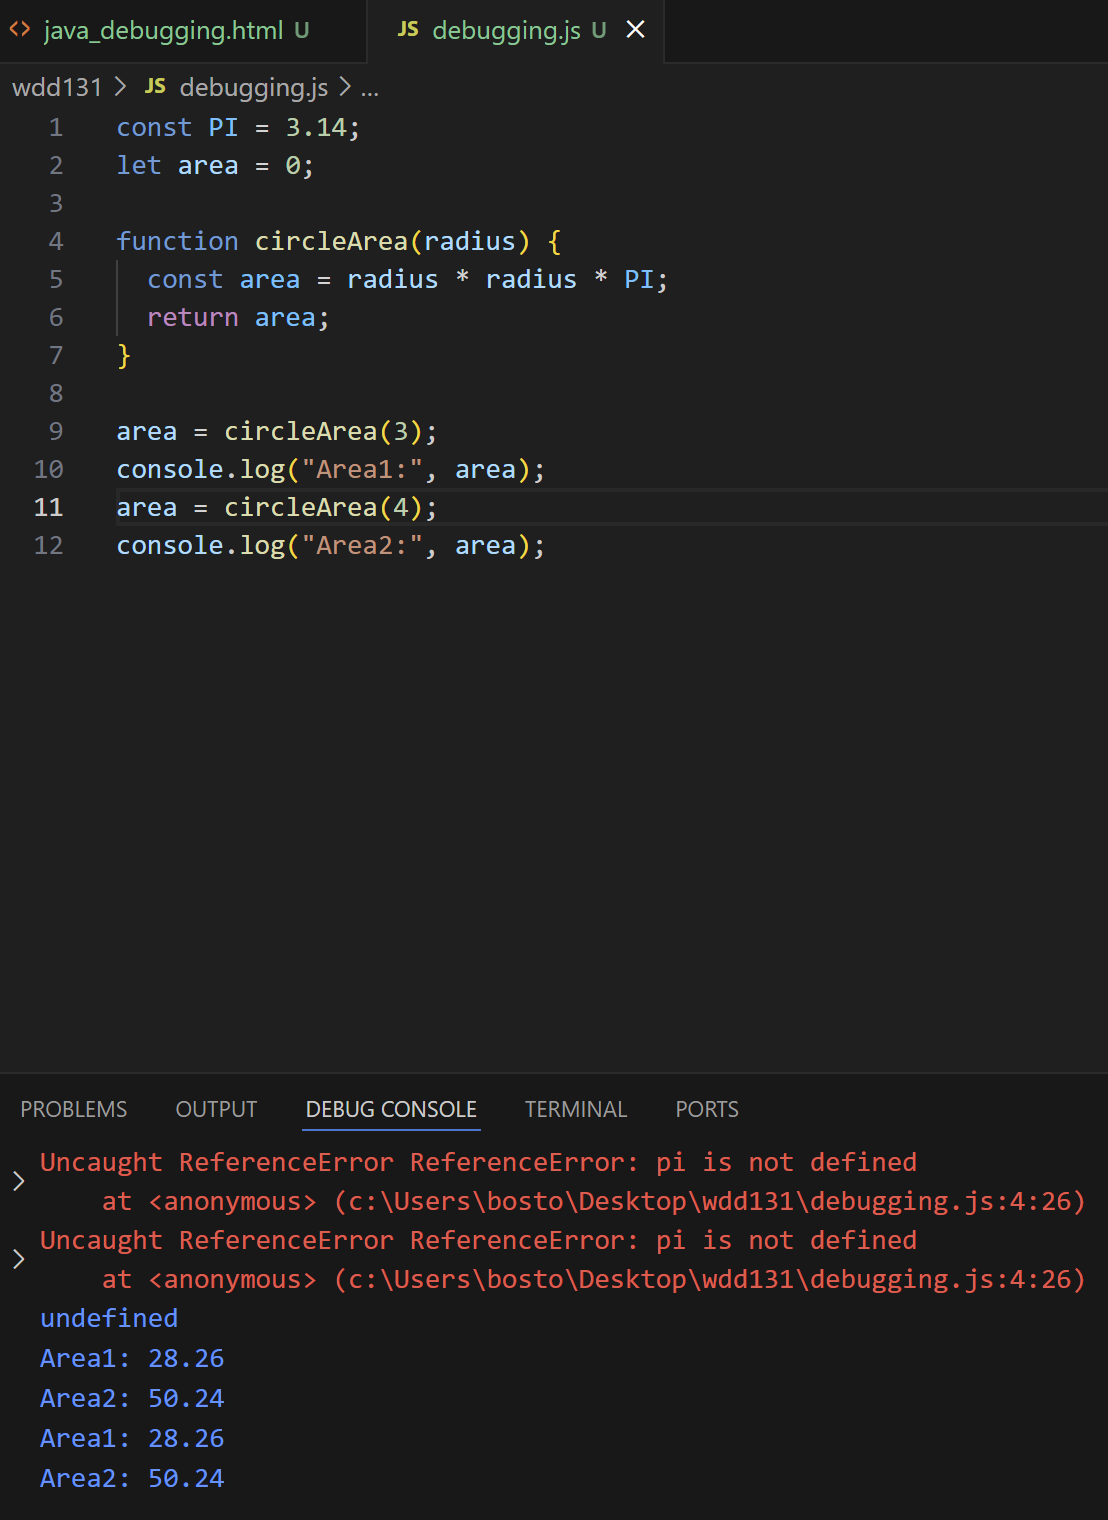 <> java_debugging.html U JS debugging.js U ×
wdd131 > JS debugging.js > ...
1 const PI = 3.14;
2 let area = 0;
3
4 function circleArea(radius) {
5 const area = radius * radius * PI;
6 return area;
7 }
8
9 area = circleArea(3);
10 console.log("Area1:", area);
11 area = circleArea(4);
12 console.log("Area2:", area);
PROBLEMS OUTPUT DEBUG CONSOLE TERMINAL PORTS
> Uncaught ReferenceError ReferenceError: pi is not defined
at <anonymous> (c:\Users\bosto\Desktop\wdd131\debugging.js:4:26)
> Uncaught ReferenceError ReferenceError: pi is not defined
at <anonymous> (c:\Users\bosto\Desktop\wdd131\debugging.js:4:26)
undefined
Area1: 28.26
Area2: 50.24
Area1: 28.26
Area2: 50.24